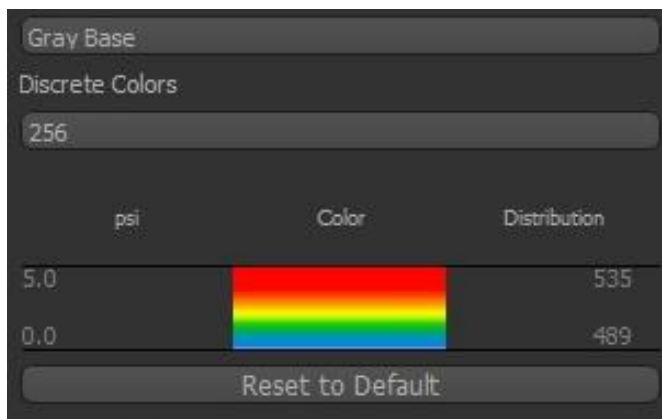 Gray Base
Discrete Colors
256
psi Color Distribution
5.0 535
0.0 489
Reset to Default